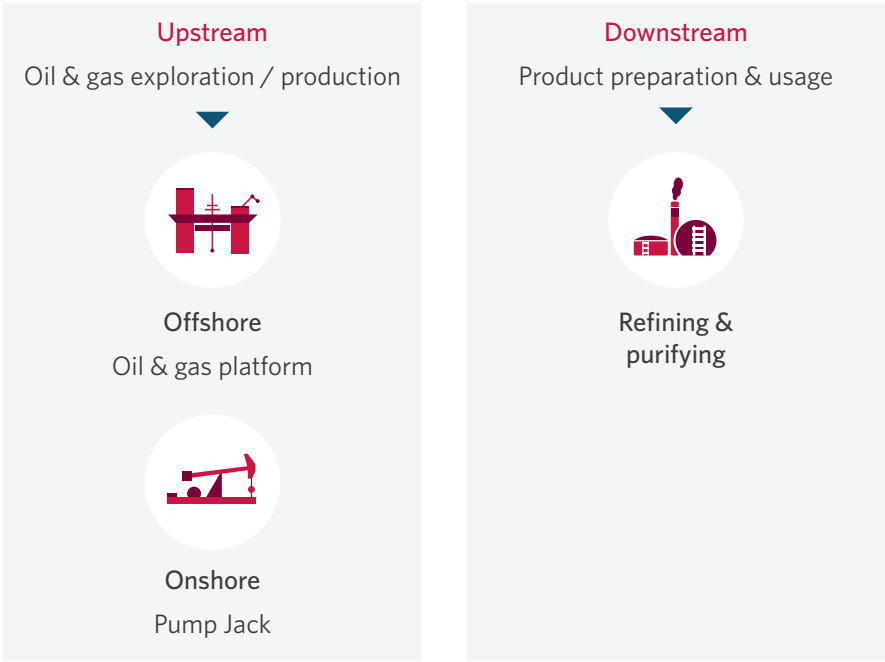 Upstream
Oil & gas exploration / production
Offshore
Oil & gas platform
Onshore
Pump Jack
Downstream
Product preparation & usage
Refining &
purifying